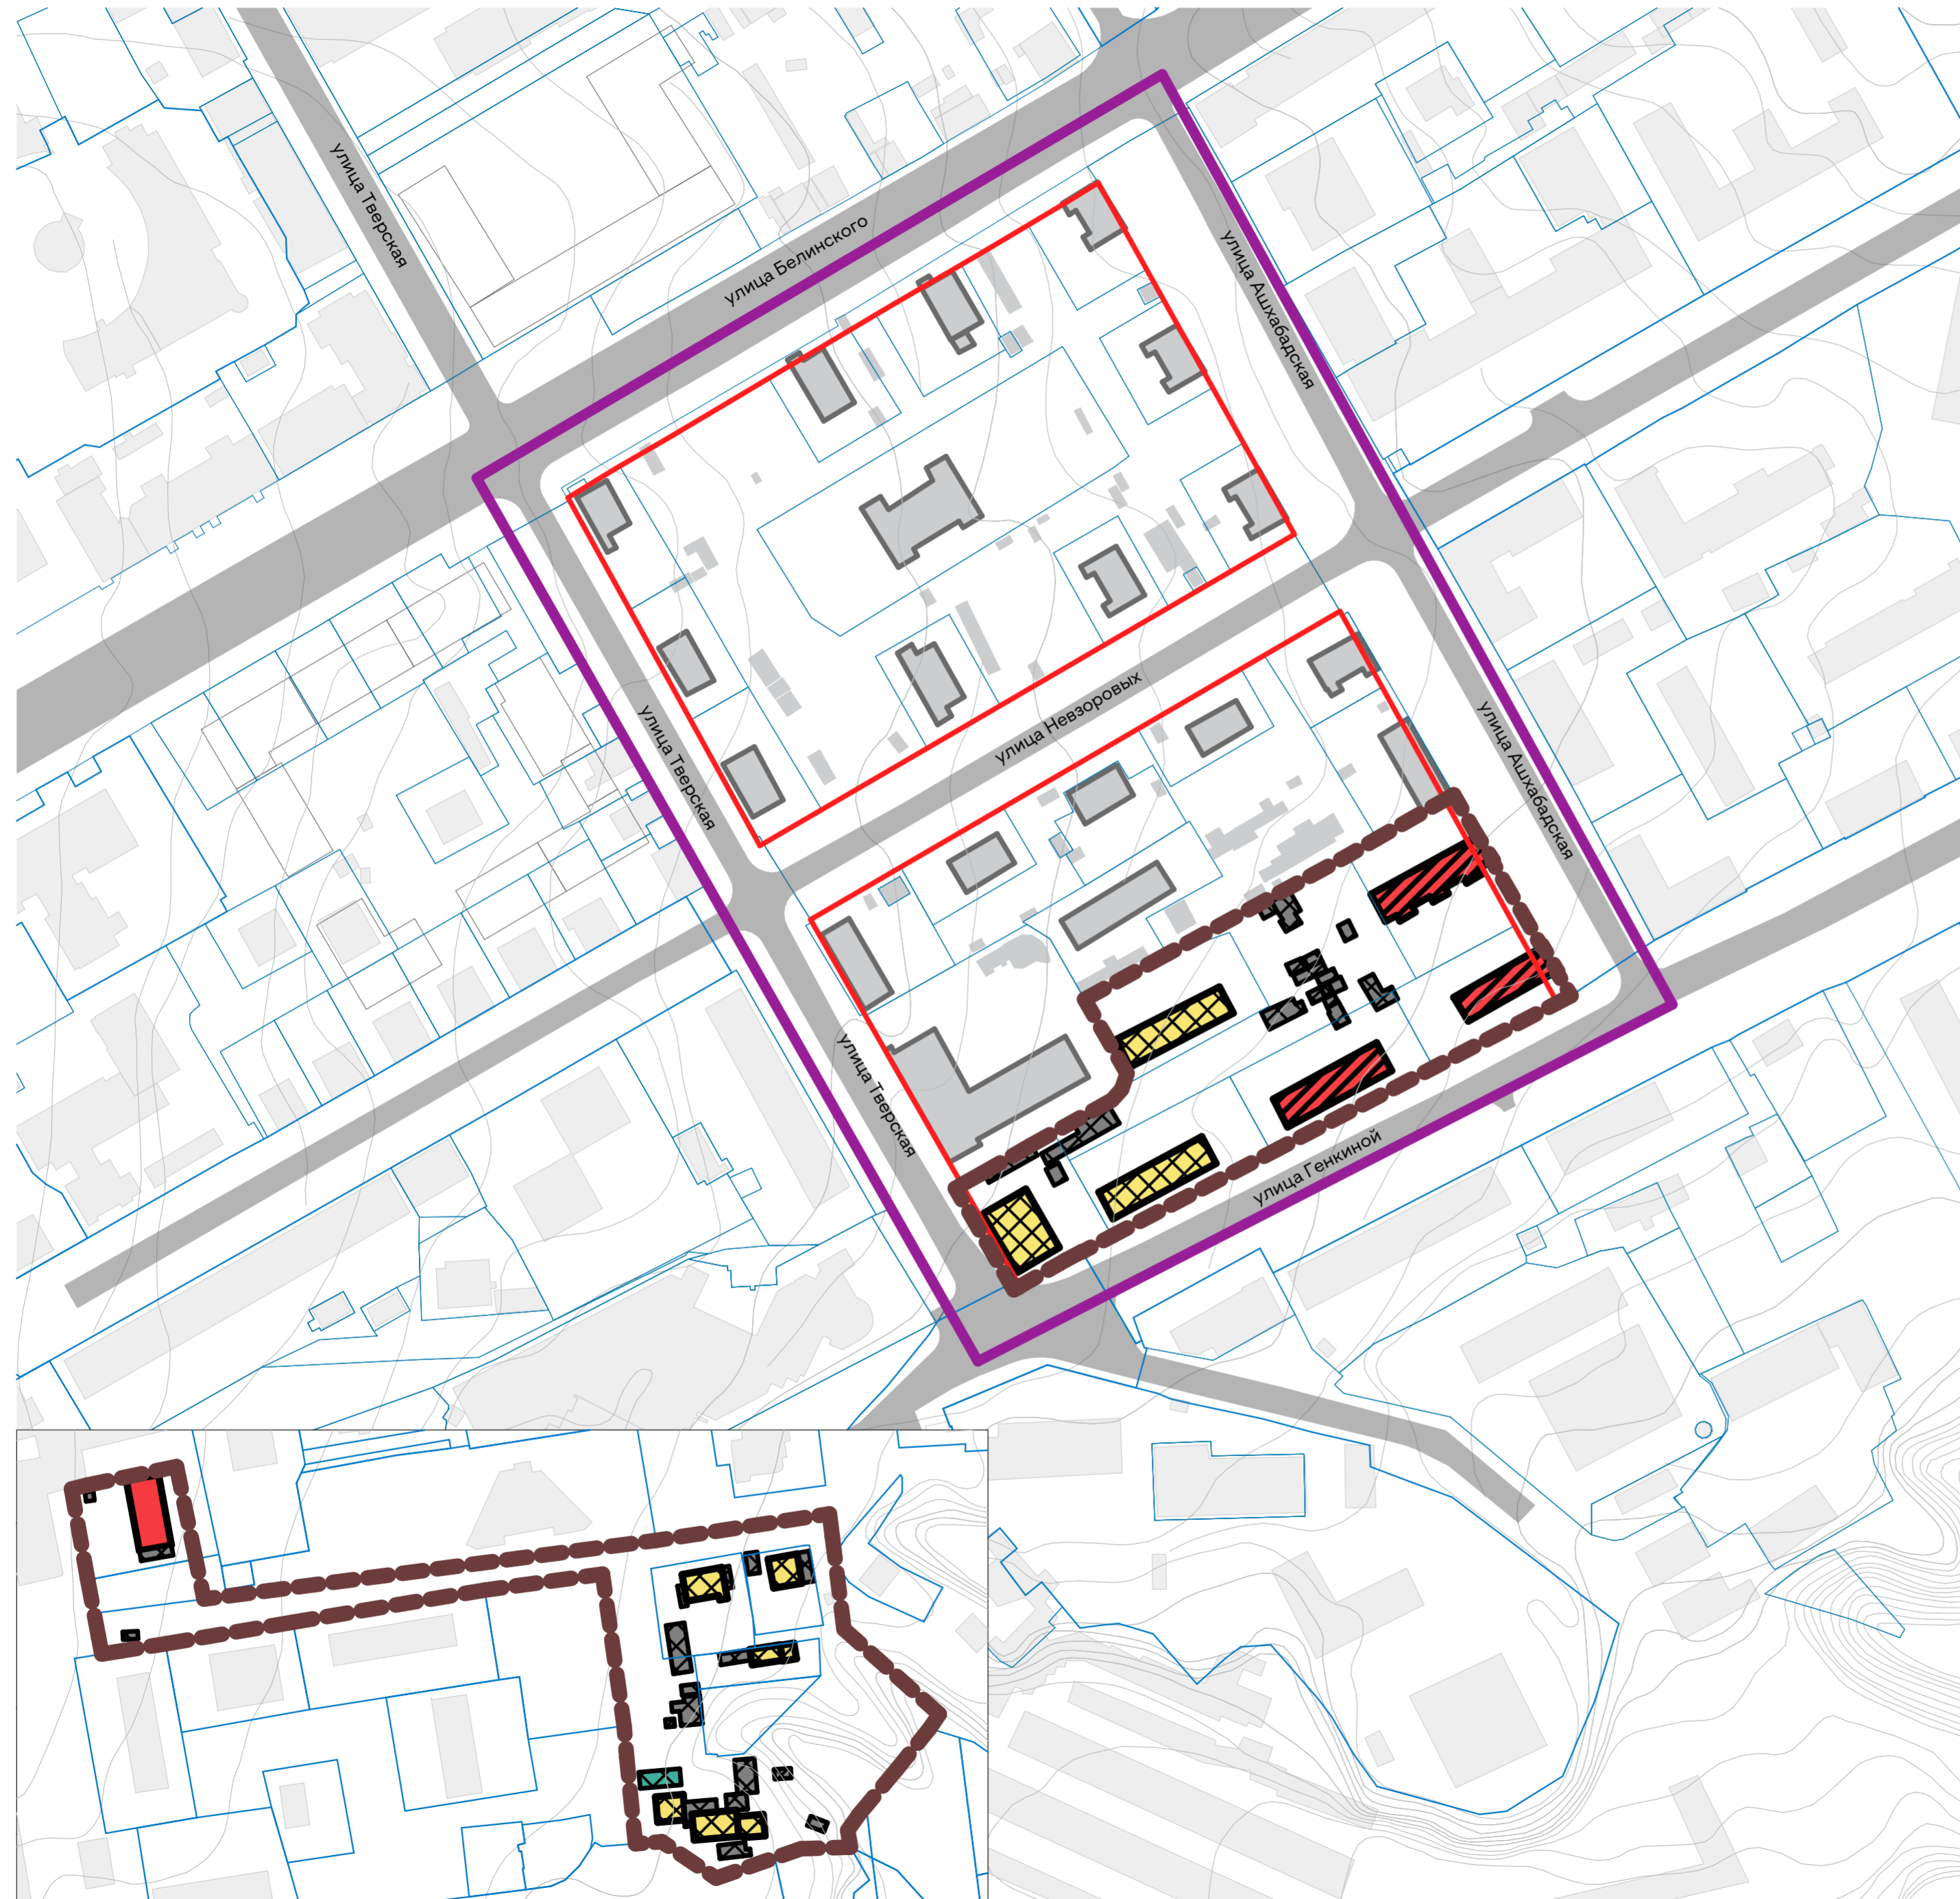 улица Тверская
улица Белинского
улица Ашхабадская
улица Тверская
улица Невзоровых
улица Ашхабадская
улица Тверская
улица Генкиной